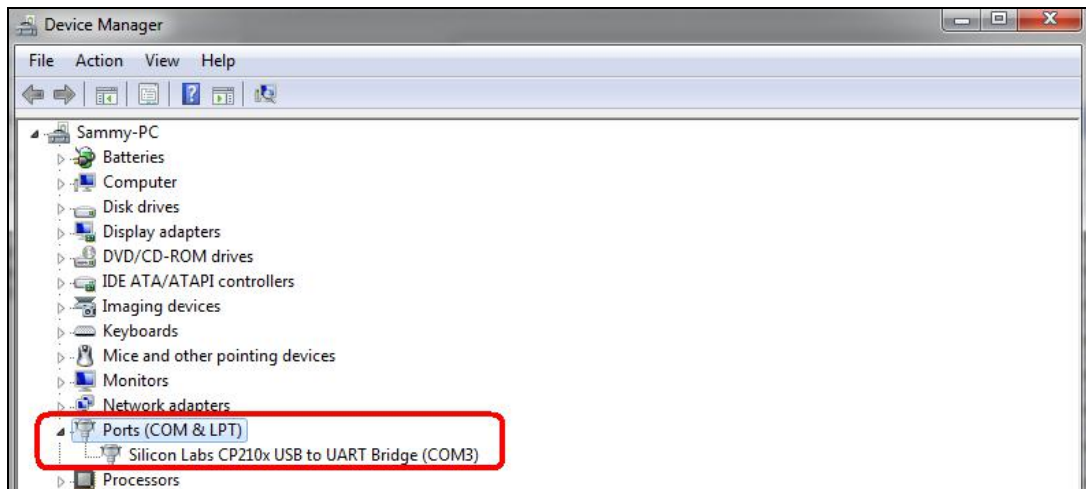 Device Manager
File Action View Help
Sammy-PC
Batteries
Computer
Disk drives
Display adapters
DVD/CD-ROM drives
IDE ATA/ATAPI controllers
Imaging devices
Keyboards
Mice and other pointing devices
Monitors
Network adapters
Ports (COM & LPT)
Silicon Labs CP210x USB to UART Bridge (COM3)
Processors